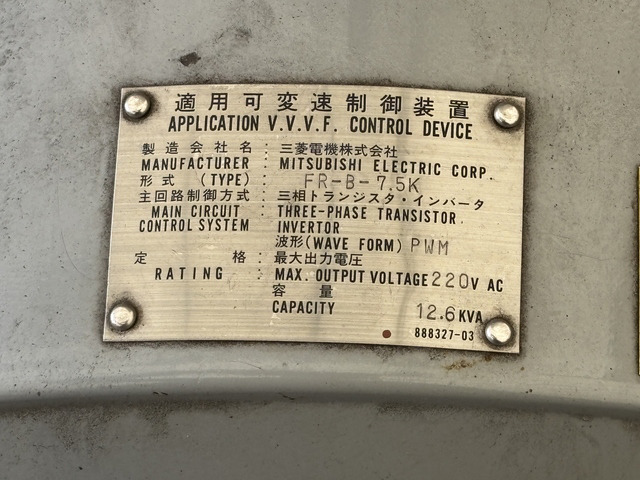 適用可変速制御装置
APPLICATION V.V.V.F. CONTROL DEVICE
製造会社名 : 三菱電機株式会社
MANUFACTURER : MITSUBISHI ELECTRIC CORP.
形式 (TYPE) : FR-B-7.5K
主回路制御方式 : 三相トランジスタ・インバータ
MAIN CIRCUIT : THREE-PHASE TRANSISTOR
CONTROL SYSTEM INVERTOR
波形(WAVE FORM) PWM
定格 : 最大出力電圧
RATING : MAX. OUTPUT VOLTAGE 220V AC
容量
CAPACITY 12.6KVA
888327-03